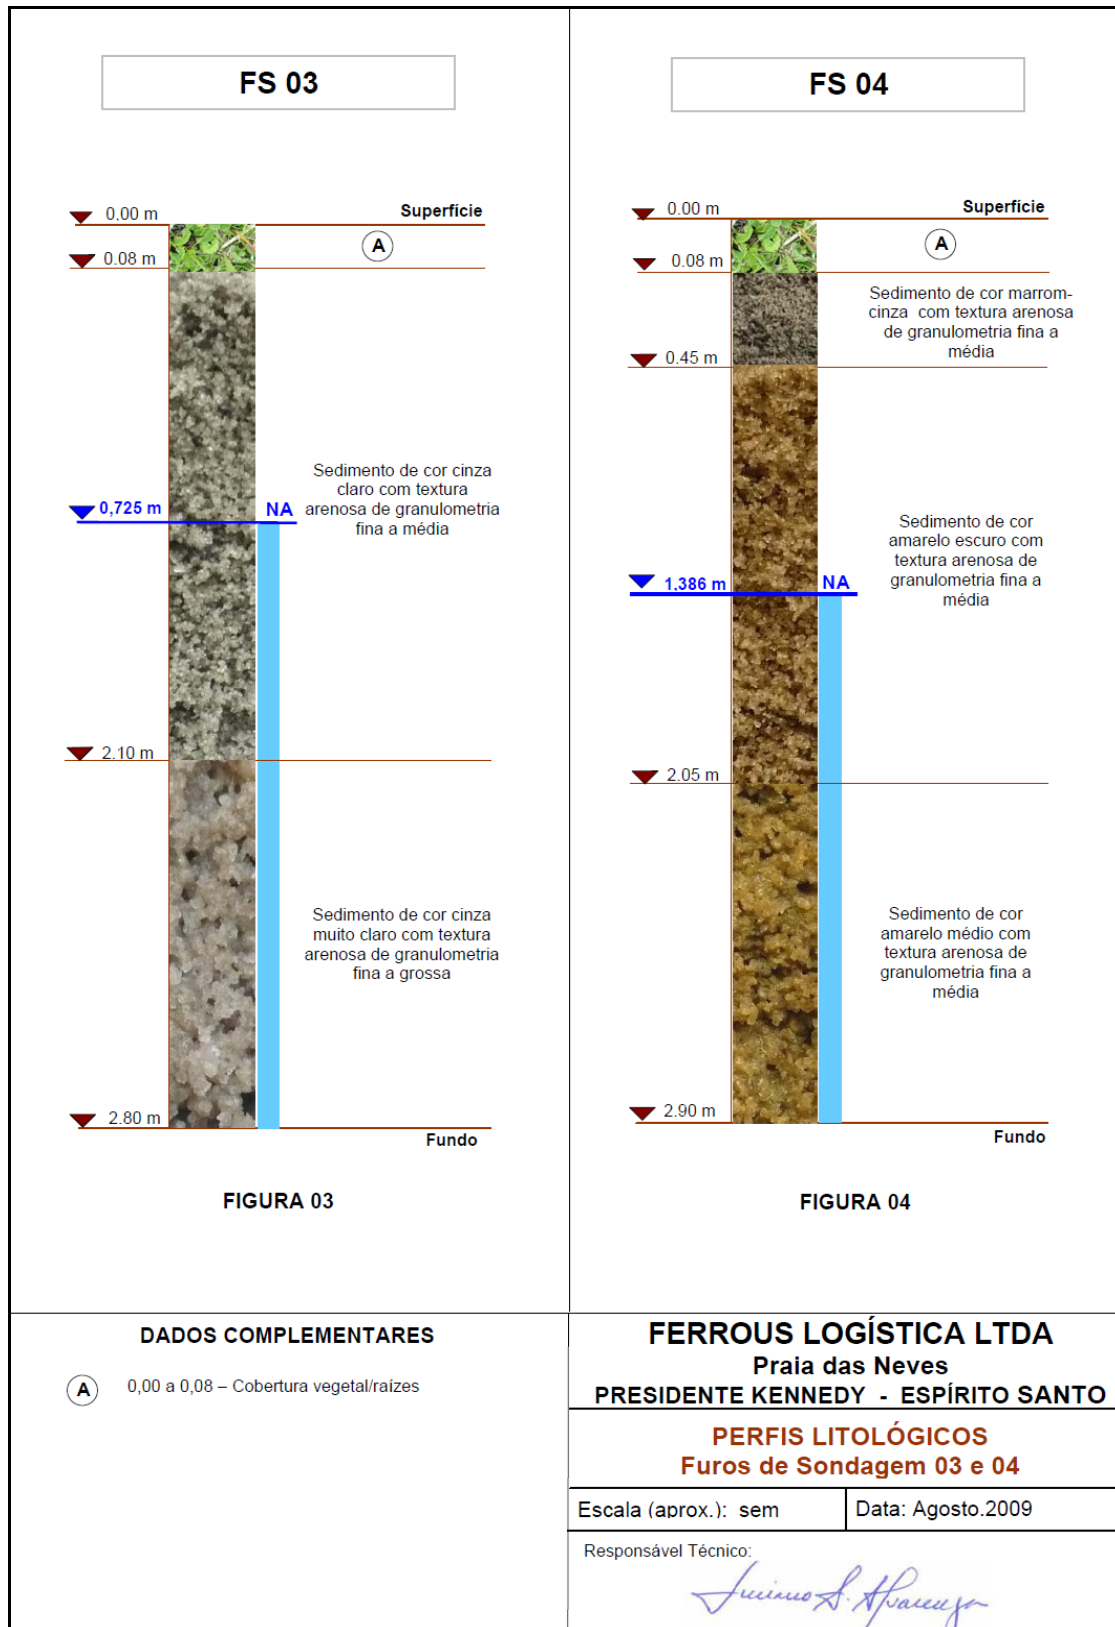 FS 03
0.00 m
Superfície
A
0.08 m
Sedimento de cor cinza
claro com textura
arenosa de granulometria
fina a média
0,725 m
NA
2.10 m
Sedimento de cor cinza
muito claro com textura
arenosa de granulometria
fina a grossa
2.80 m
Fundo
FIGURA 03
FS 04
0.00 m
Superfície
A
0.08 m
Sedimento de cor marrom-
cinza com textura arenosa
de granulometria fina a
média
0.45 m
Sedimento de cor
amarelo escuro com
textura arenosa de
granulometria fina a
média
1,386 m
NA
2.05 m
Sedimento de cor
amarelo médio com
textura arenosa de
granulometria fina a
média
2.90 m
Fundo
FIGURA 04
DADOS COMPLEMENTARES
A 0,00 a 0,08 – Cobertura vegetal/raízes
FERROUS LOGÍSTICA LTDA
Praia das Neves
PRESIDENTE KENNEDY - ESPÍRITO SANTO
PERFIS LITOLÓGICOS
Furos de Sondagem 03 e 04
Escala (aprox.): sem
Data: Agosto.2009
Responsável Técnico: